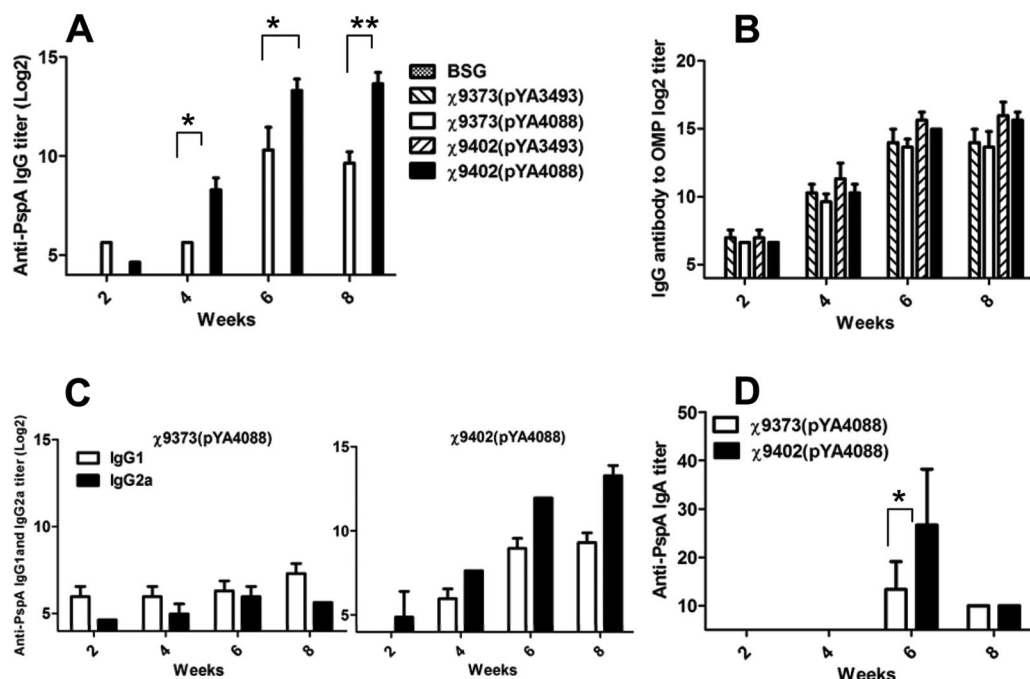 A
Anti-PspA IgG titer (Log2)
15
10
5
*
*
**
2
4
6
8
Weeks
BSG
χ9373(pYA3493)
χ9373(pYA4088)
χ9402(pYA3493)
χ9402(pYA4088)
B
IgG antibody to OMP log2 titer
20
15
10
5
2
4
6
8
Weeks
C
Anti-PspA IgG1and IgG2a titer (Log2)
χ9373(pYA4088)
15
10
5
IgG1
IgG2a
2
4
6
8
Weeks
χ9402(pYA4088)
15
10
5
2
4
6
8
Weeks
D
Anti-PspA IgA titer
50
40
30
20
10
χ9373(pYA4088)
χ9402(pYA4088)
*
2
4
6
8
Weeks